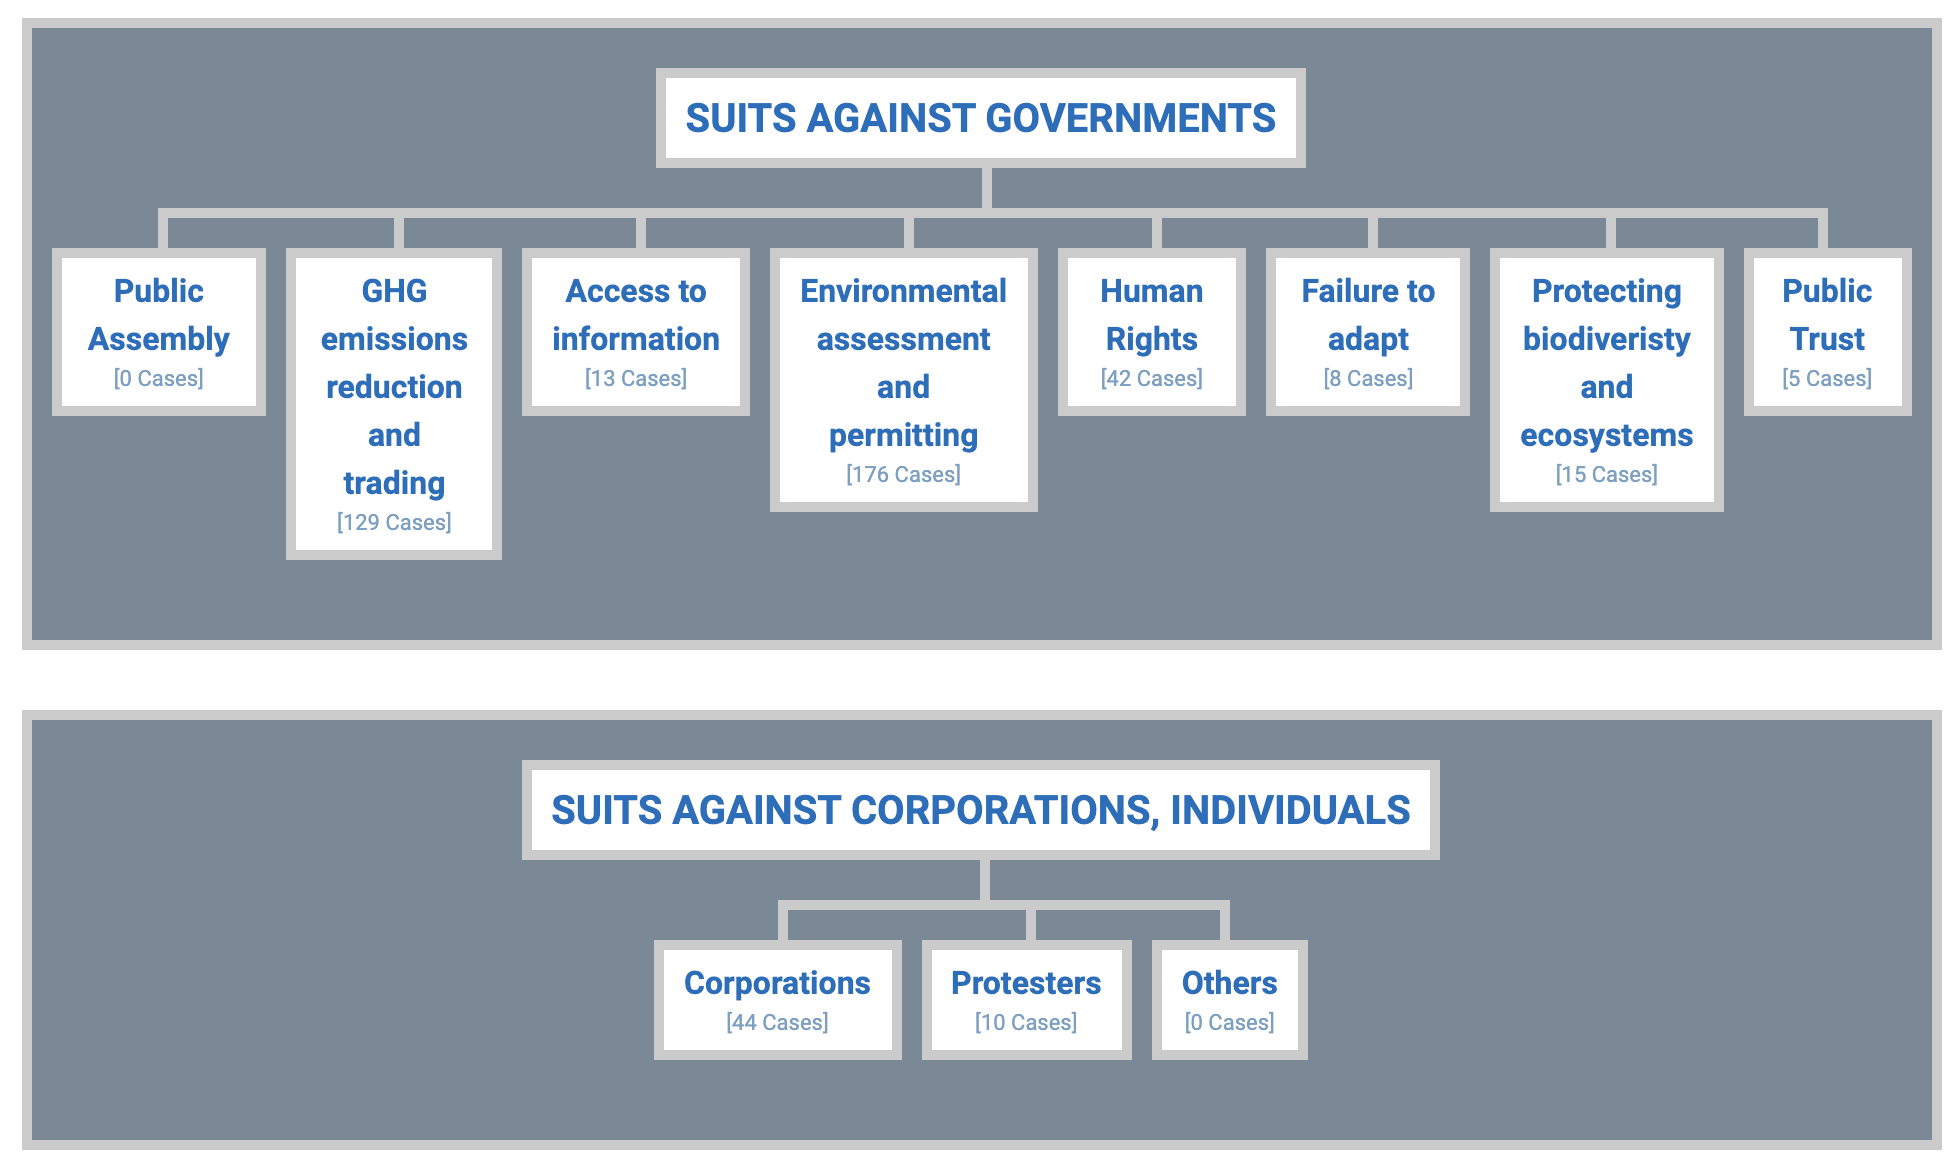 SUITS AGAINST GOVERNMENTS
Public
Assembly
[0 Cases]
GHG
emissions
reduction
and
trading
[129 Cases]
Access to
information
[13 Cases]
Environmental
assessment
and
permitting
[176 Cases]
Human
Rights
[42 Cases]
Failure to
adapt
[8 Cases]
Protecting
biodiveristy
and
ecosystems
[15 Cases]
Public
Trust
[5 Cases]
SUITS AGAINST CORPORATIONS, INDIVIDUALS
Corporations
[44 Cases]
Protesters
[10 Cases]
Others
[0 Cases]